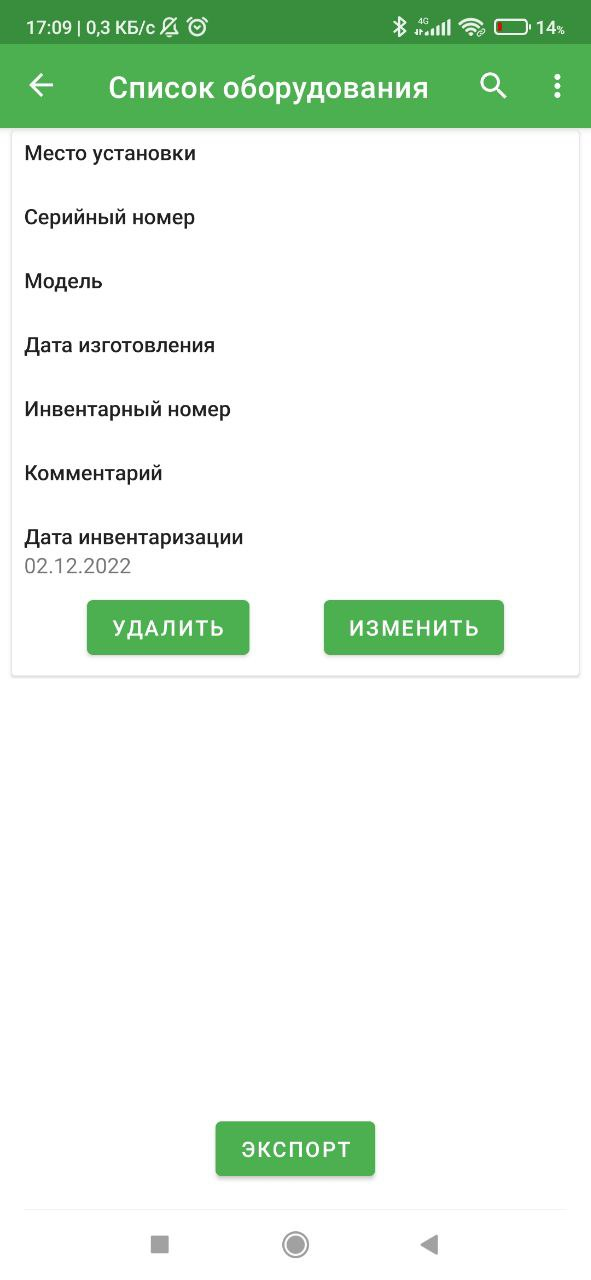 17:09 | 0,3 КБ/с 4G 14%
Список оборудования
Место установки
Серийный номер
Модель
Дата изготовления
Инвентарный номер
Комментарий
Дата инвентаризации
02.12.2022
УДАЛИТЬ ИЗМЕНИТЬ
ЭКСПОРТ